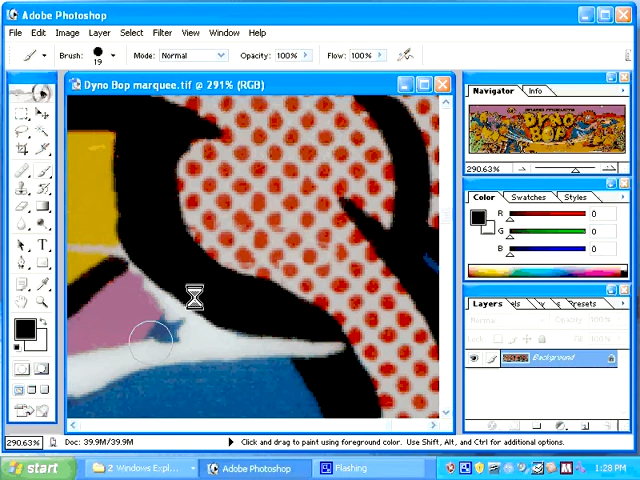 Adobe Photoshop
File Edit Image Layer Select Filter View Window Help
Brush: 19 Mode: Normal Opacity: 100% Flow: 100%
Dyno Bop marquee.tif @ 291% (RGB)
Navigator Info
DYNO BOP
290.63%
Color Swatches Styles
R 0
G 0
B 0
Layers
Normal
Background
T
290.63% Doc: 39.9M/39.9M Click and drag to paint using foreground color. Use Shift, Alt, and Ctrl for additional options.
start 2 Windows Expl... Adobe Photoshop Flashing 1:28 PM